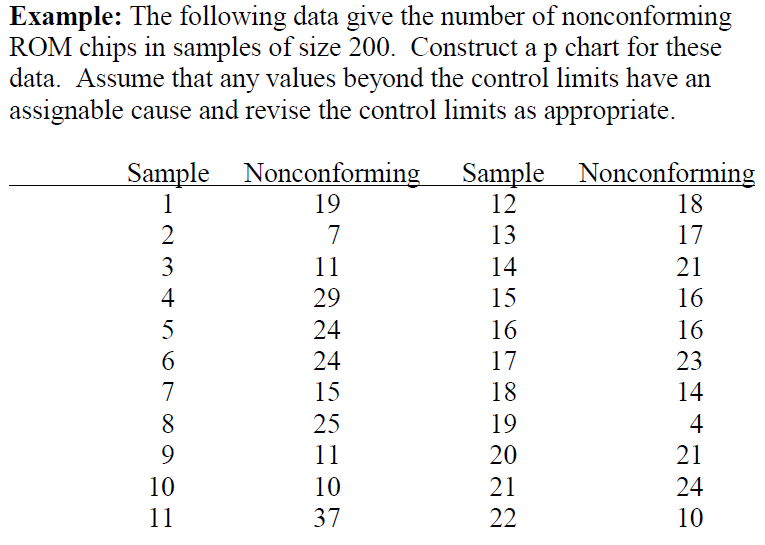 Example: The following data give the number of nonconforming
ROM chips in samples of size 200. Construct a p chart for these
data. Assume that any values beyond the control limits have an
assignable cause and revise the control limits as appropriate.
Sample Nonconforming Sample Nonconforming
1 19 12 18
2 7 13 17
3 11 14 21
4 29 15 16
5 24 16 16
6 24 17 23
7 15 18 14
8 25 19 4
9 11 20 21
10 10 21 24
11 37 22 10